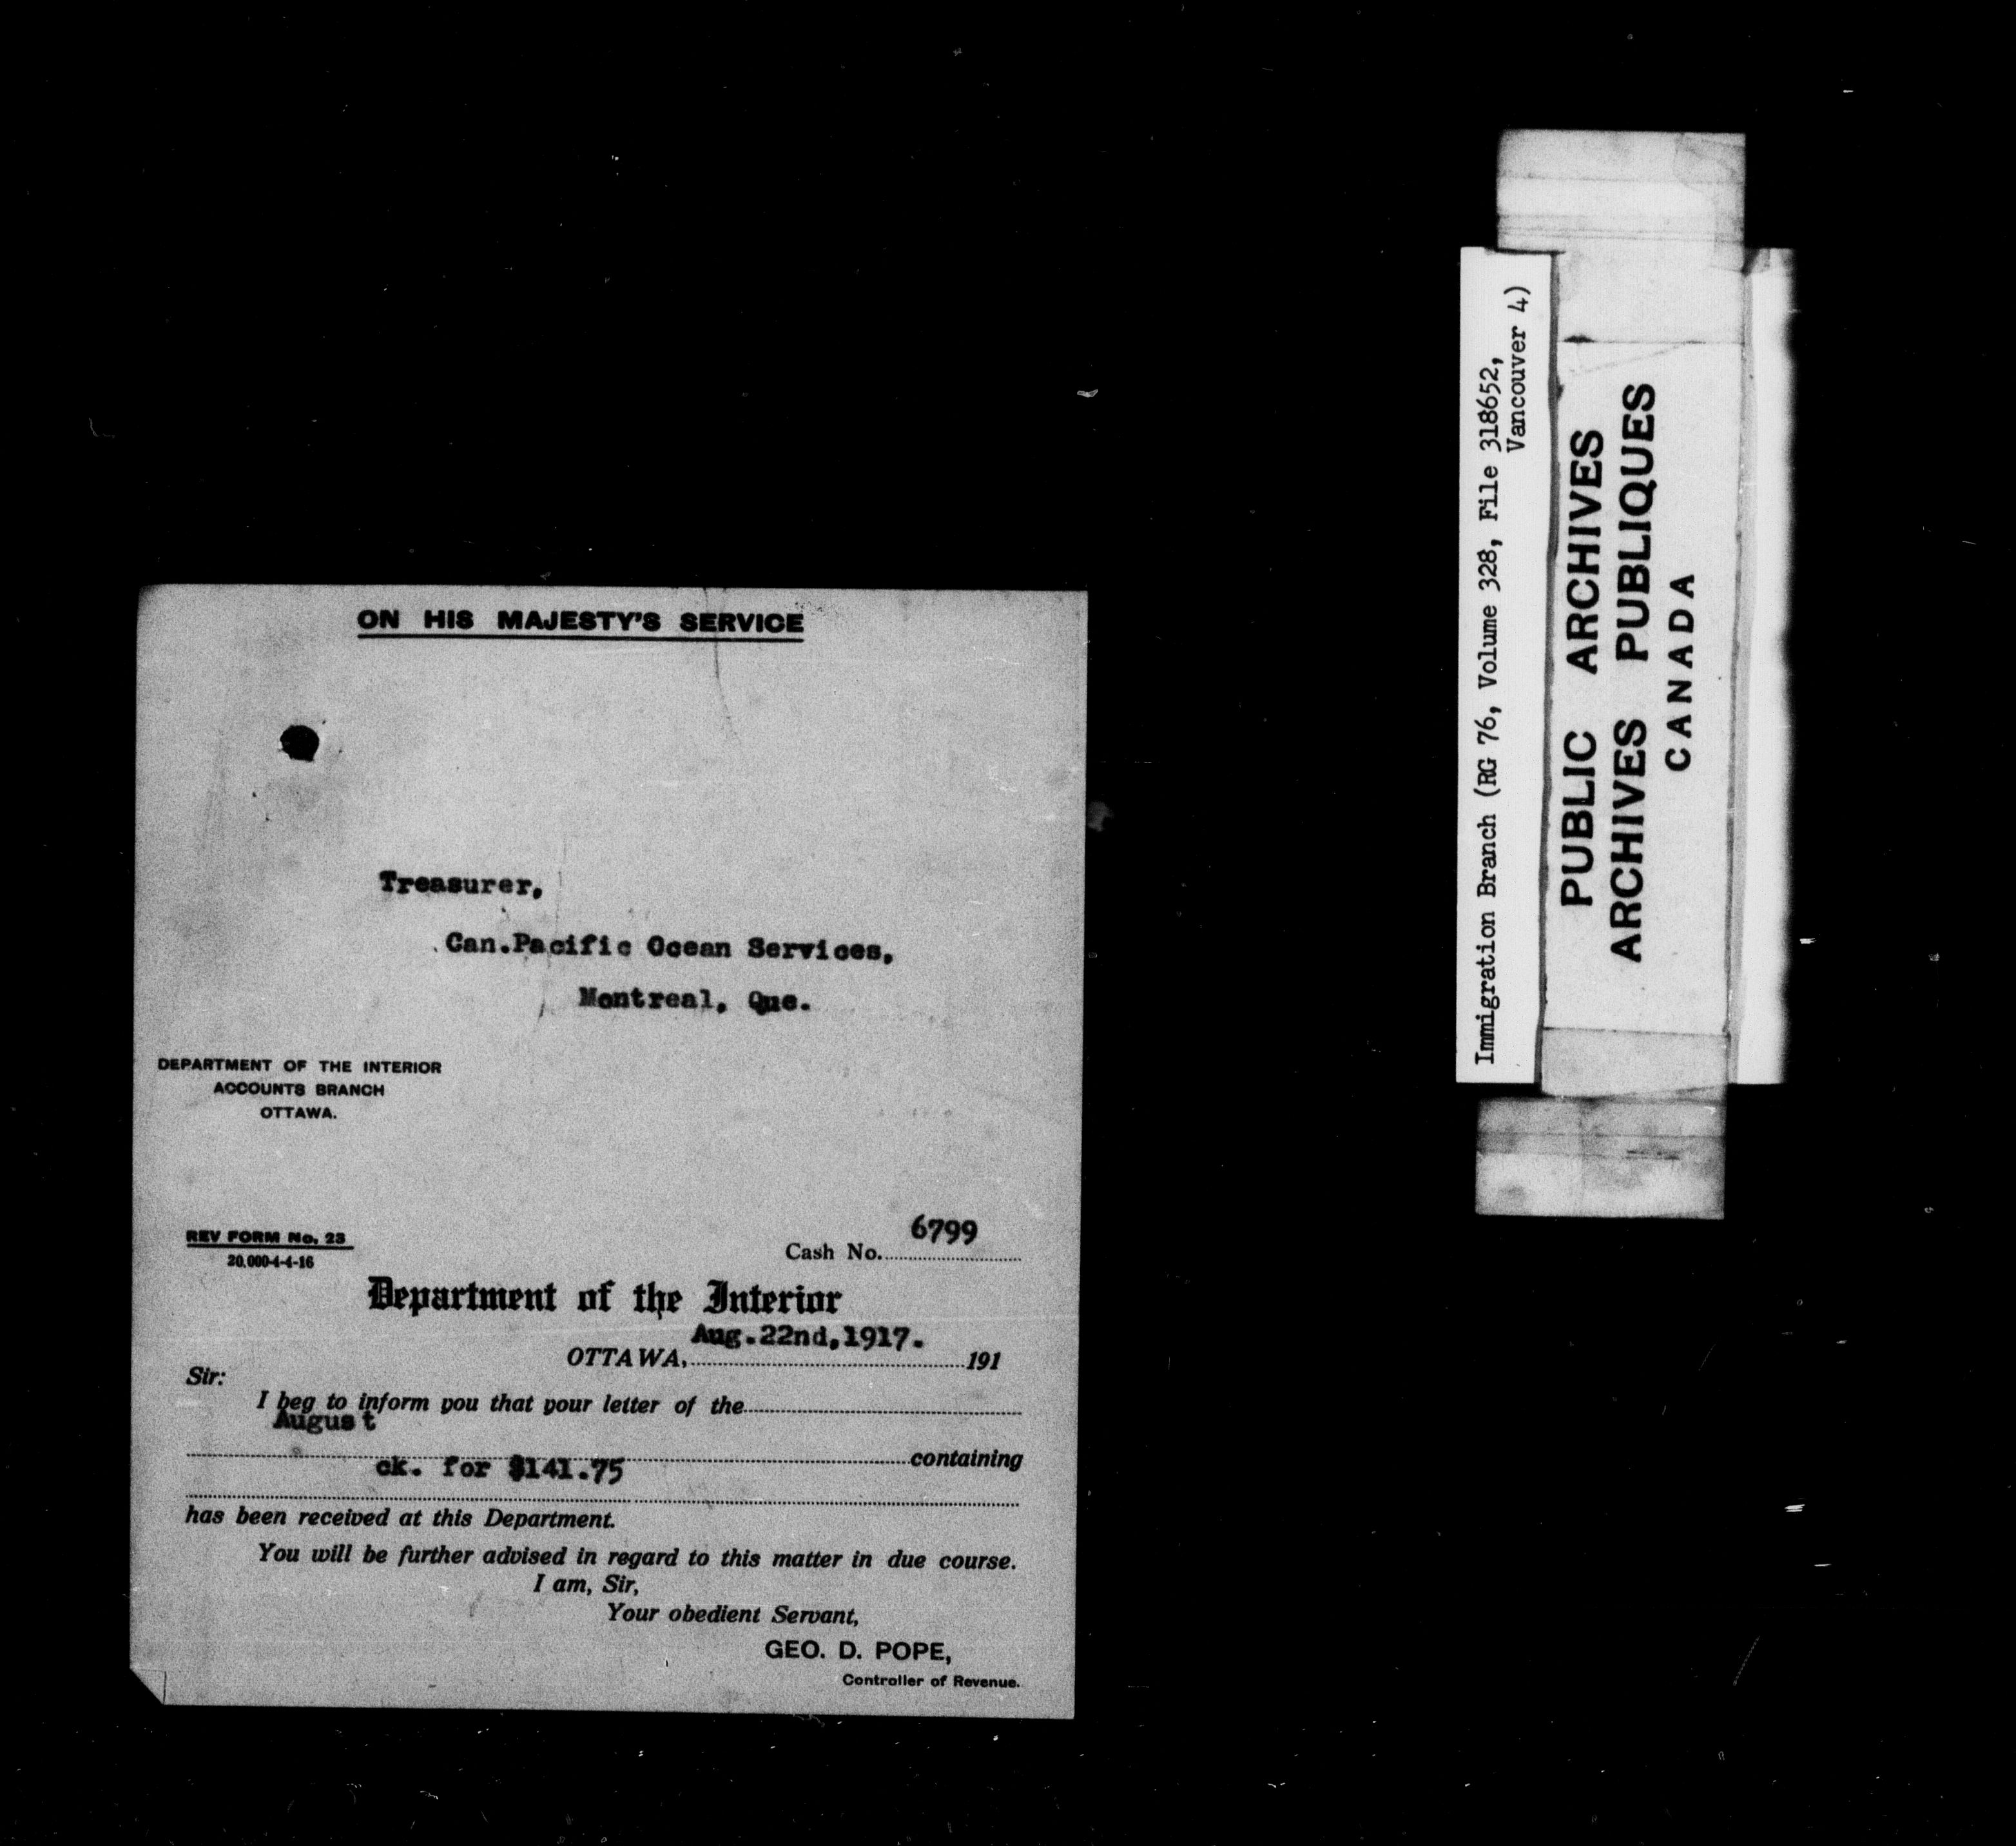 ON HIS MAJESTY'S SERVICE
Treasurer,
Can.Pacific Ocean Services,
Montreal, Que.
DEPARTMENT OF THE INTERIOR
ACCOUNTS BRANCH
OTTAWA.
REV FORM No. 23
20,000-4-4-16
Cash No. 6799
Department of the Interior
Aug.22nd,1917.
OTTAWA, 191
Sir:
I beg to inform you that your letter of the
August
containing
ck. for $141.75
has been received at this Department.
You will be further advised in regard to this matter in due course.
I am, Sir,
Your obedient Servant,
GEO. D. POPE,
Controller of Revenue.
Immigration Branch (RG 76, Volume 328, File 318652,
Vancouver 4)
PUBLIC ARCHIVES
ARCHIVES PUBLIQUES
CANADA